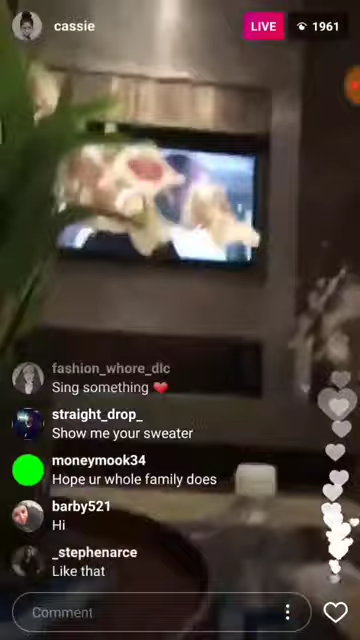 cassie
LIVE
1961
fashion_whore_dlc
Sing something ❤️
straight_drop_
Show me your sweater
moneymook34
Hope ur whole family does
barby521
Hi
_stephenarce
Like that
Comment